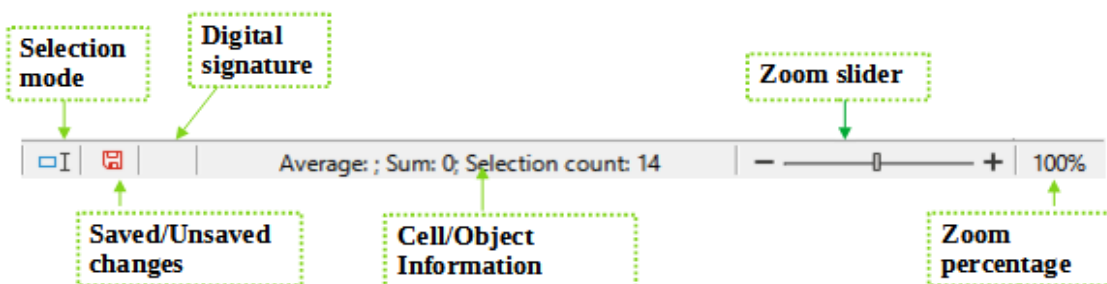 Selection
mode
Digital
signature
Zoom slider
Average: ; Sum: 0; Selection count: 14
100%
Saved/Unsaved
changes
Cell/Object
Information
Zoom
percentage